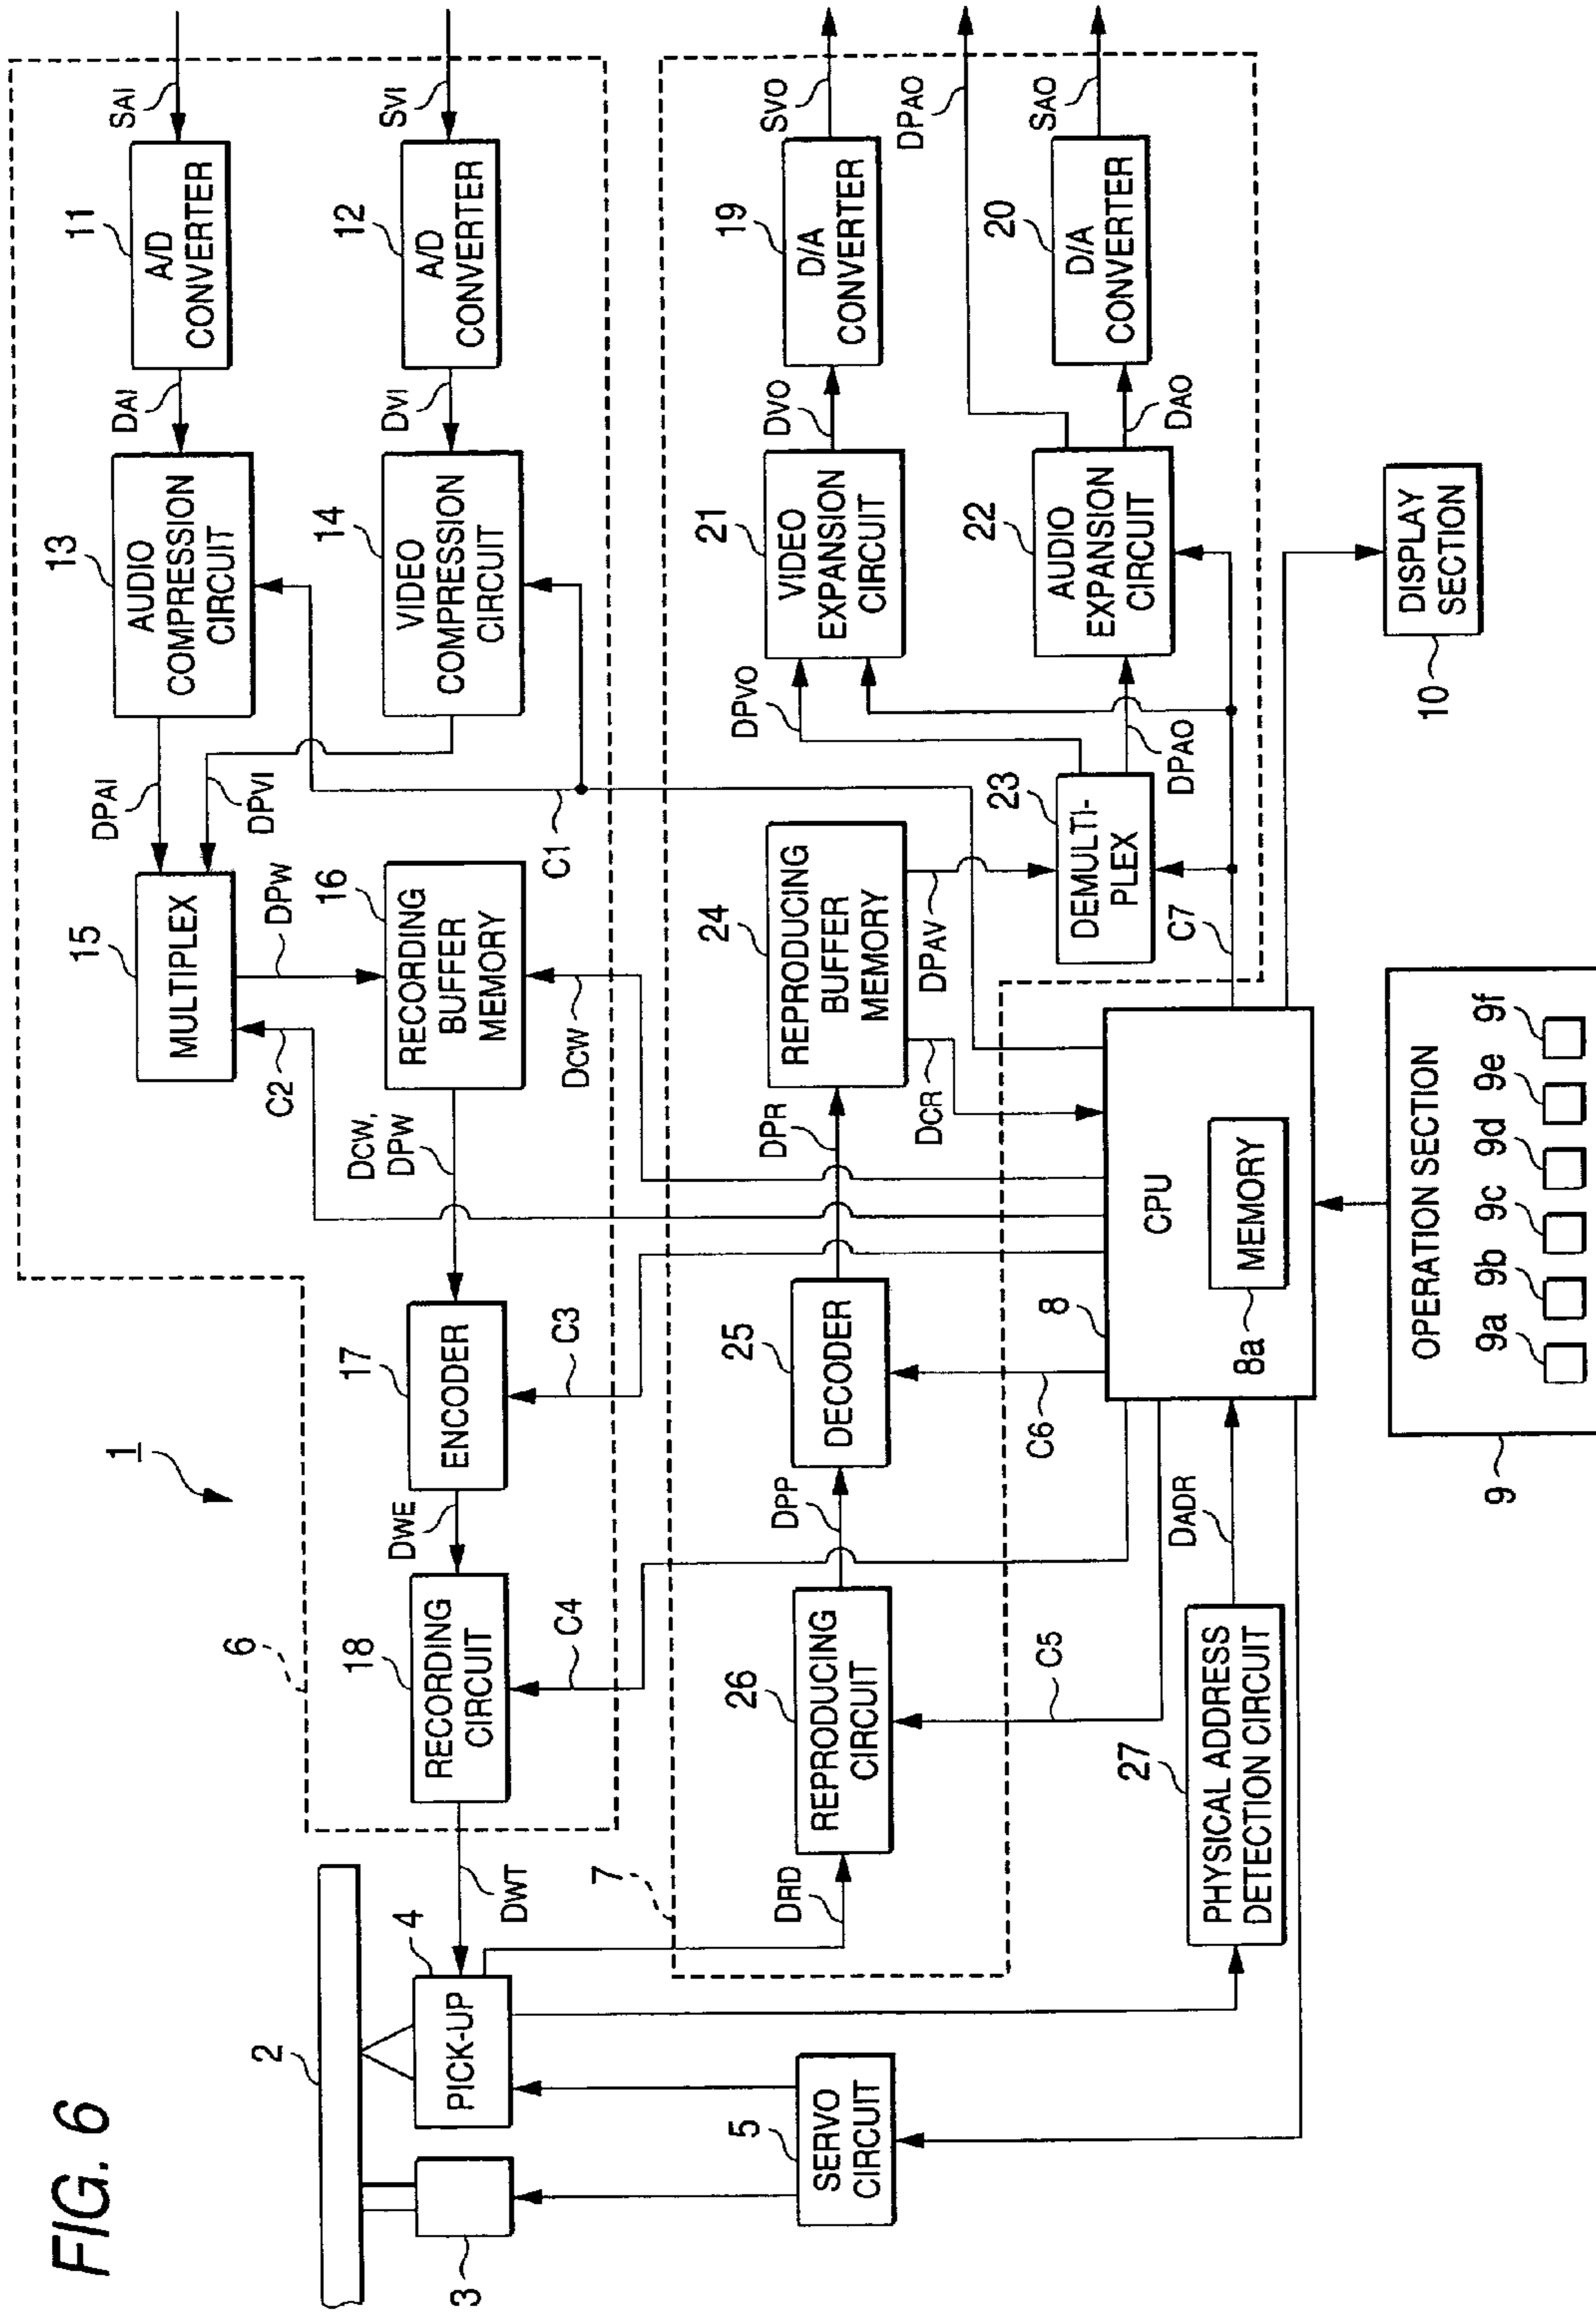 FIG. 6
1
2
3
4
PICK-UP
5
SERVO
CIRCUIT
6
DWT
18
RECORDING
CIRCUIT
C4
DWE
17
ENCODER
C3
DCW,
DPW
15
MULTIPLEX
C2
DPW
16
RECORDING
BUFFER
MEMORY
DCW
DPAI
DPVI
C1
13
AUDIO
COMPRESSION
CIRCUIT
14
VIDEO
COMPRESSION
CIRCUIT
DAI
DVI
11
A/D
CONVERTER
12
A/D
CONVERTER
SAI
SVI
7
DRD
26
REPRODUCING
CIRCUIT
C5
DPP
25
DECODER
C6
DPR
24
REPRODUCING
BUFFER
MEMORY
DCR
DPAV
23
DEMULTI-
PLEX
DPVO
DPAO
C7
21
VIDEO
EXPANSION
CIRCUIT
22
AUDIO
EXPANSION
CIRCUIT
DVO
DAO
19
D/A
CONVERTER
20
D/A
CONVERTER
SVO
DPAO
SAO
27
PHYSICAL ADDRESS
DETECTION CIRCUIT
DADR
8
CPU
8a
MEMORY
9
OPERATION SECTION
9a 9b 9c 9d 9e 9f
10
DISPLAY
SECTION